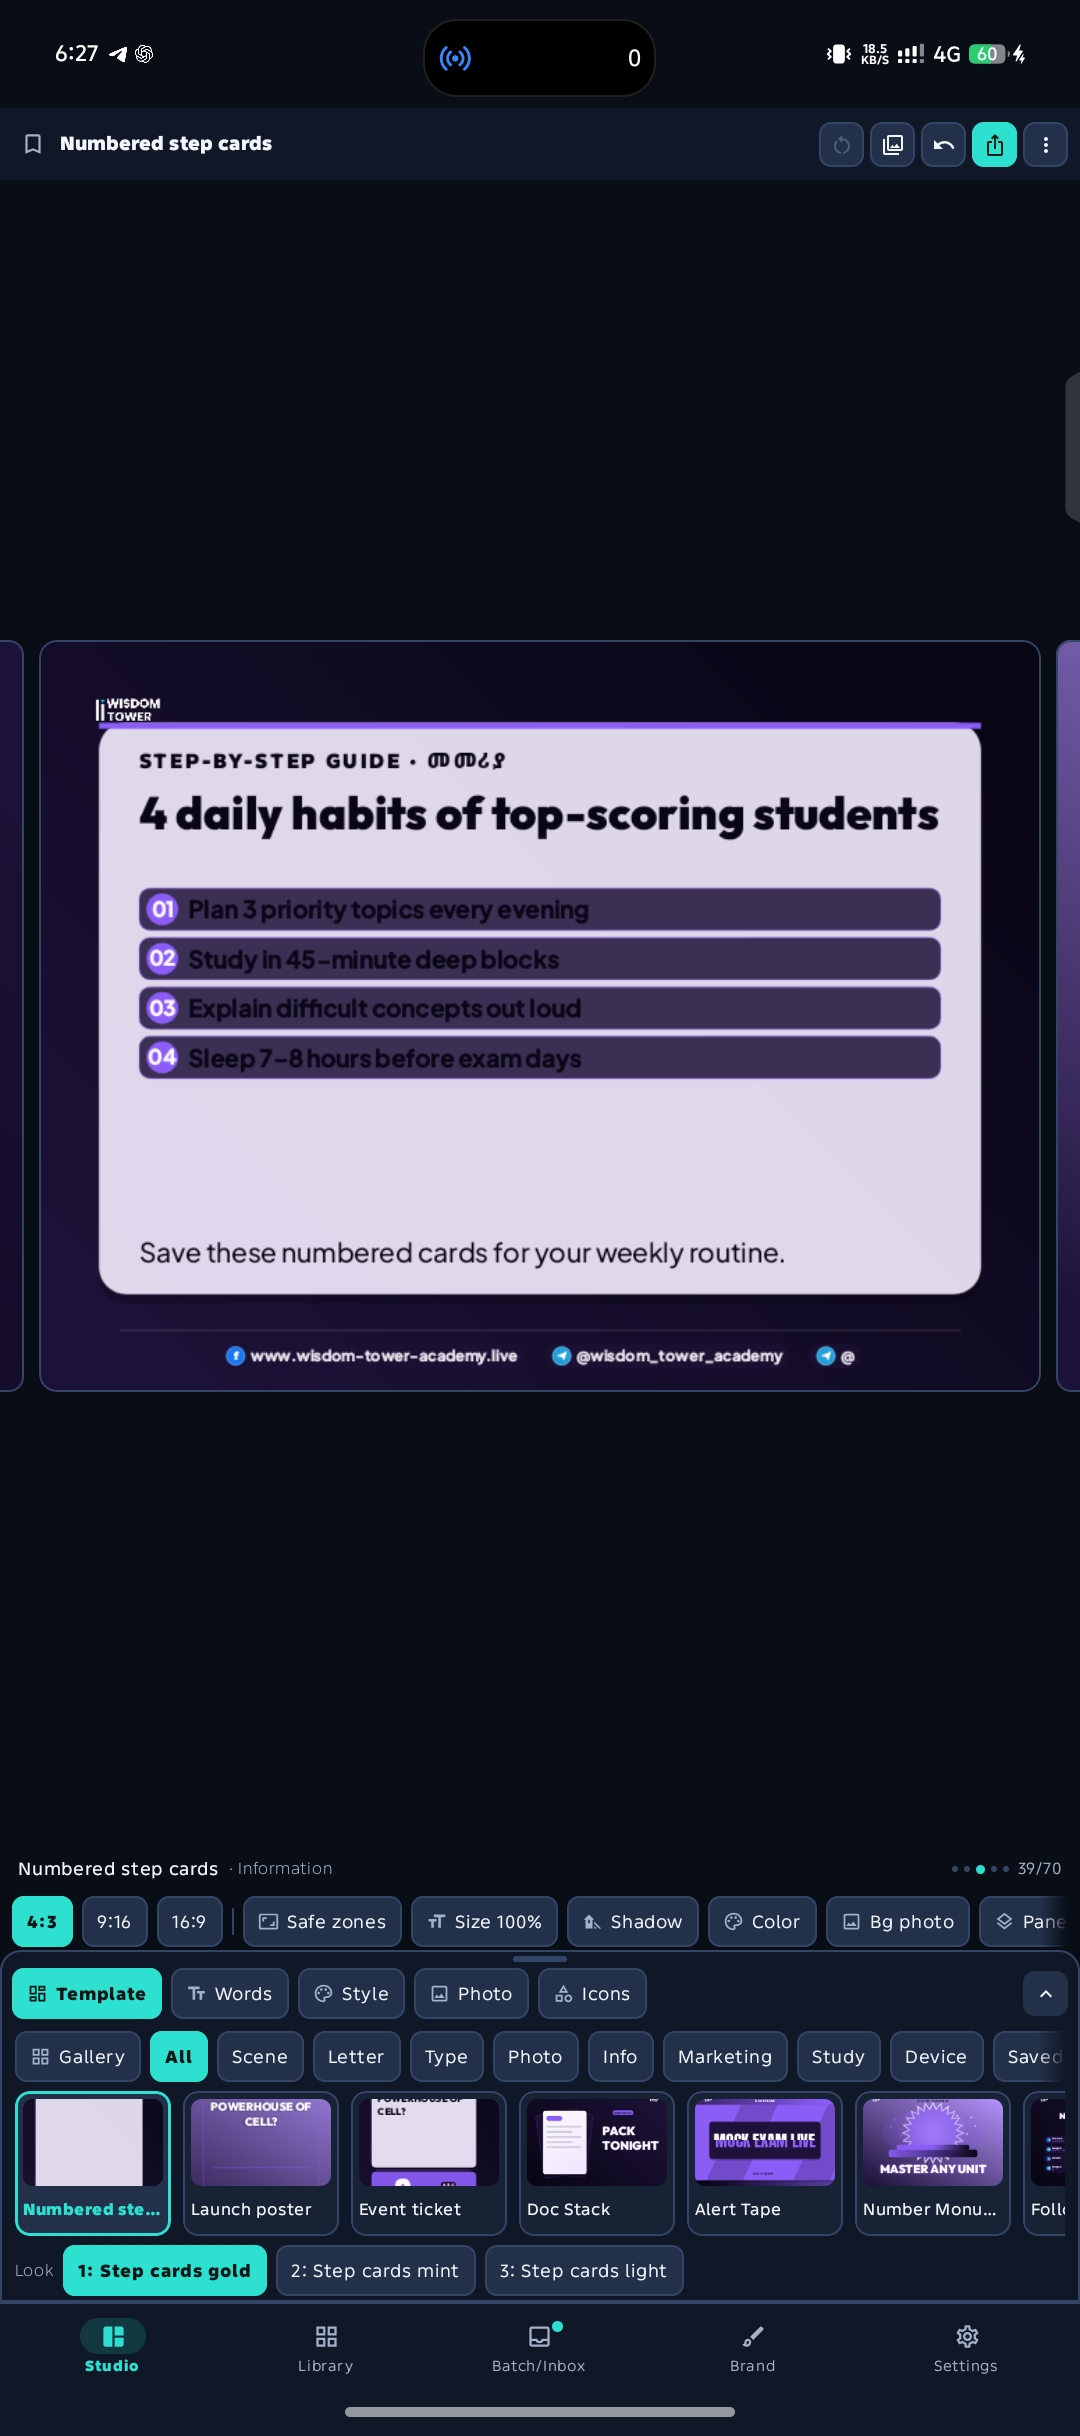 6:27
0
18.5
KB/S
4G
60
Numbered step cards
WISDOM
TOWER
STEP-BY-STEP GUIDE • መመሪያ
4 daily habits of top-scoring students
01 Plan 3 priority topics every evening
02 Study in 45-minute deep blocks
03 Explain difficult concepts out loud
04 Sleep 7-8 hours before exam days
Save these numbered cards for your weekly routine.
www.wisdom-tower-academy.live @wisdom_tower_academy @
Numbered step cards · Information 39/70
4:3 9:16 16:9 Safe zones Size 100% Shadow Color Bg photo Pane
Template Words Style Photo Icons
Gallery All Scene Letter Type Photo Info Marketing Study Device Saved
POWERHOUSE OF
CELL?
POWERHOUSE OF
CELL?
PACK
TONIGHT
MOCK EXAM LIVE
MASTER ANY UNIT
Numbered ste... Launch poster Event ticket Doc Stack Alert Tape Number Monu... Foll
Look 1: Step cards gold 2: Step cards mint 3: Step cards light
Studio Library Batch/Inbox Brand Settings